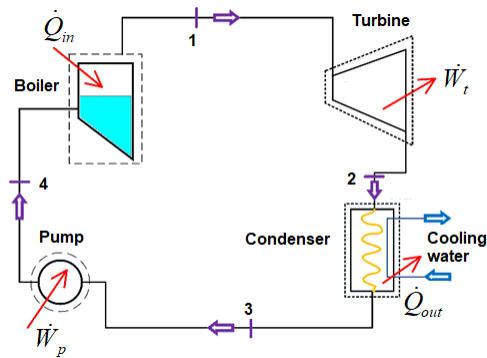 Q̇in
Turbine
1
Boiler
Ẇt
4
2
Pump
Condenser
Cooling
water
3
Q̇out
Ẇp